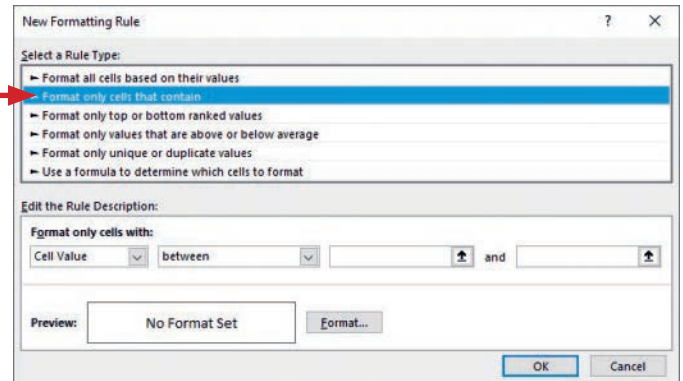 New Formatting Rule ? ×
Select a Rule Type:
► Format all cells based on their values
► Format only cells that contain
► Format only top or bottom ranked values
► Format only values that are above or below average
► Format only unique or duplicate values
► Use a formula to determine which cells to format
Edit the Rule Description:
Format only cells with:
Cell Value between and
Preview: No Format Set Format...
OK Cancel